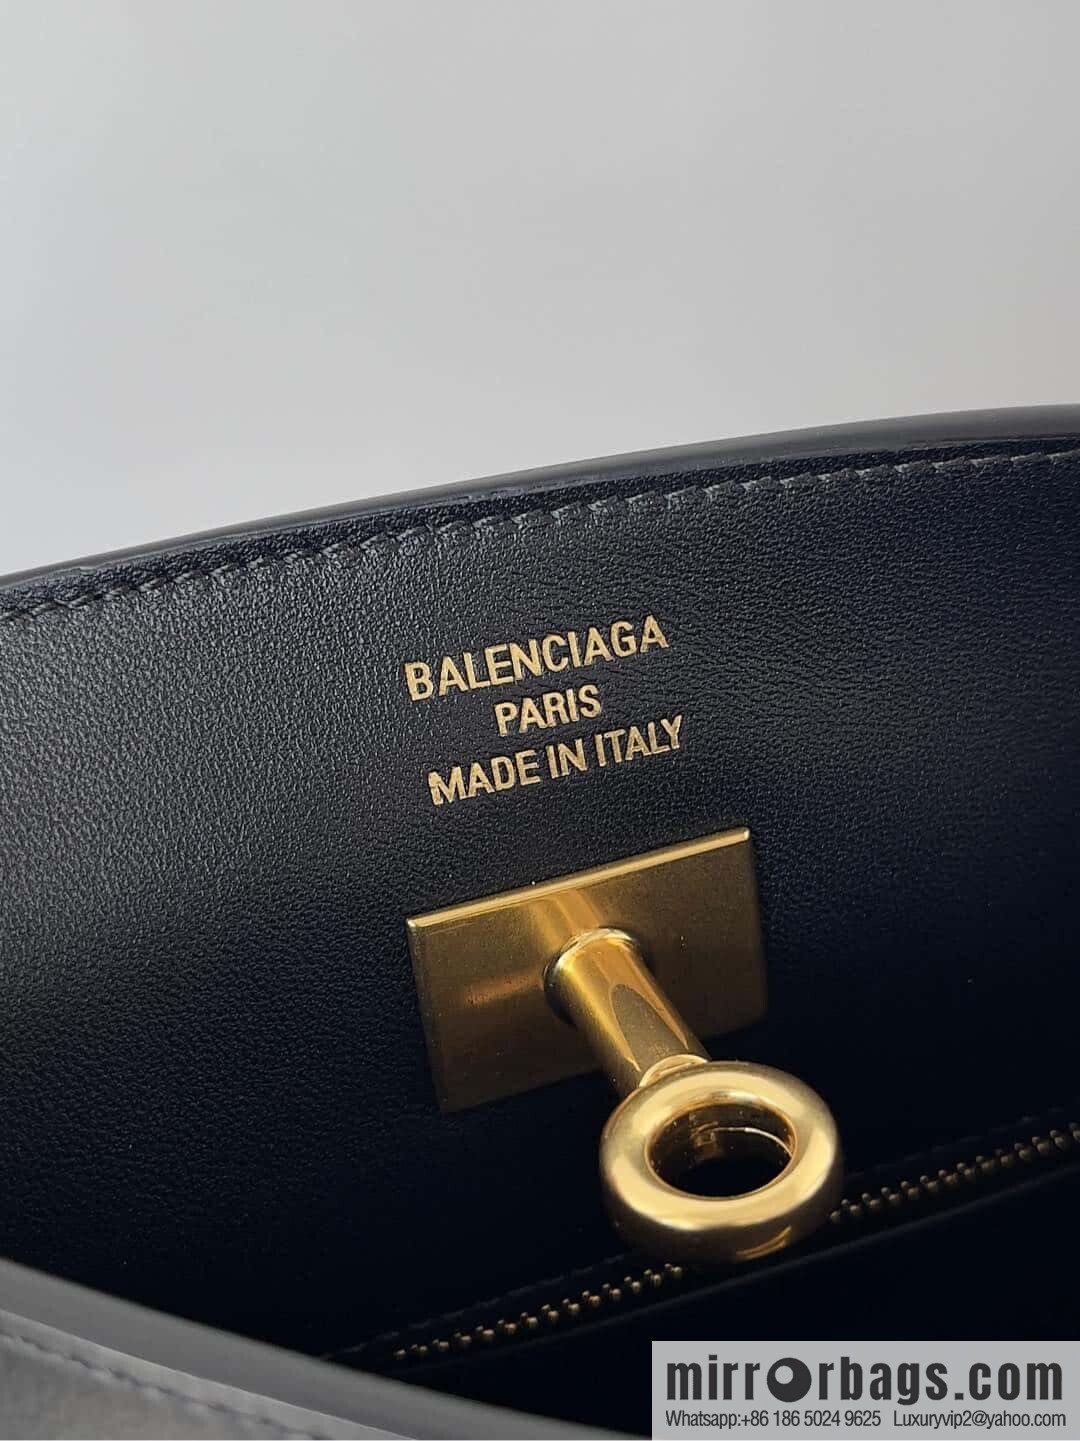 BALENCIAGA
PARIS
MADE IN ITALY
mirrorbags.com
Whatsapp:+86 186 5024 9625 Luxuryvip2@yahoo.com